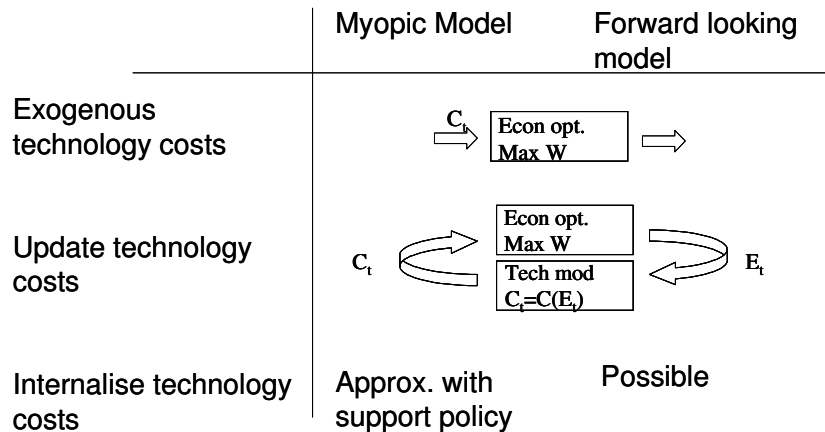 Myopic Model
Forward looking
model
Exogenous
technology costs
Cₜ
Econ opt.
Max W
Update technology
costs
Cₜ
Econ opt.
Max W
Tech mod
Cₜ=C(Eₜ)
Eₜ
Internalise technology
costs
Approx. with
support policy
Possible